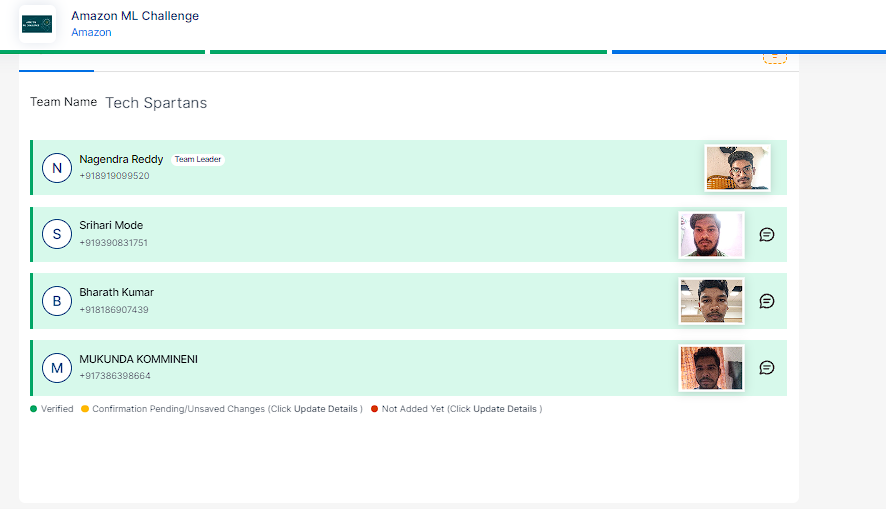 Amazon ML Challenge
Amazon
Team Name Tech Spartans
N
Nagendra Reddy Team Leader
+918919099520
S
Srihari Mode
+919390831751
B
Bharath Kumar
+918186907439
M
MUKUNDA KOMMINENI
+917386398664
Verified Confirmation Pending/Unsaved Changes (Click Update Details ) Not Added Yet (Click Update Details )